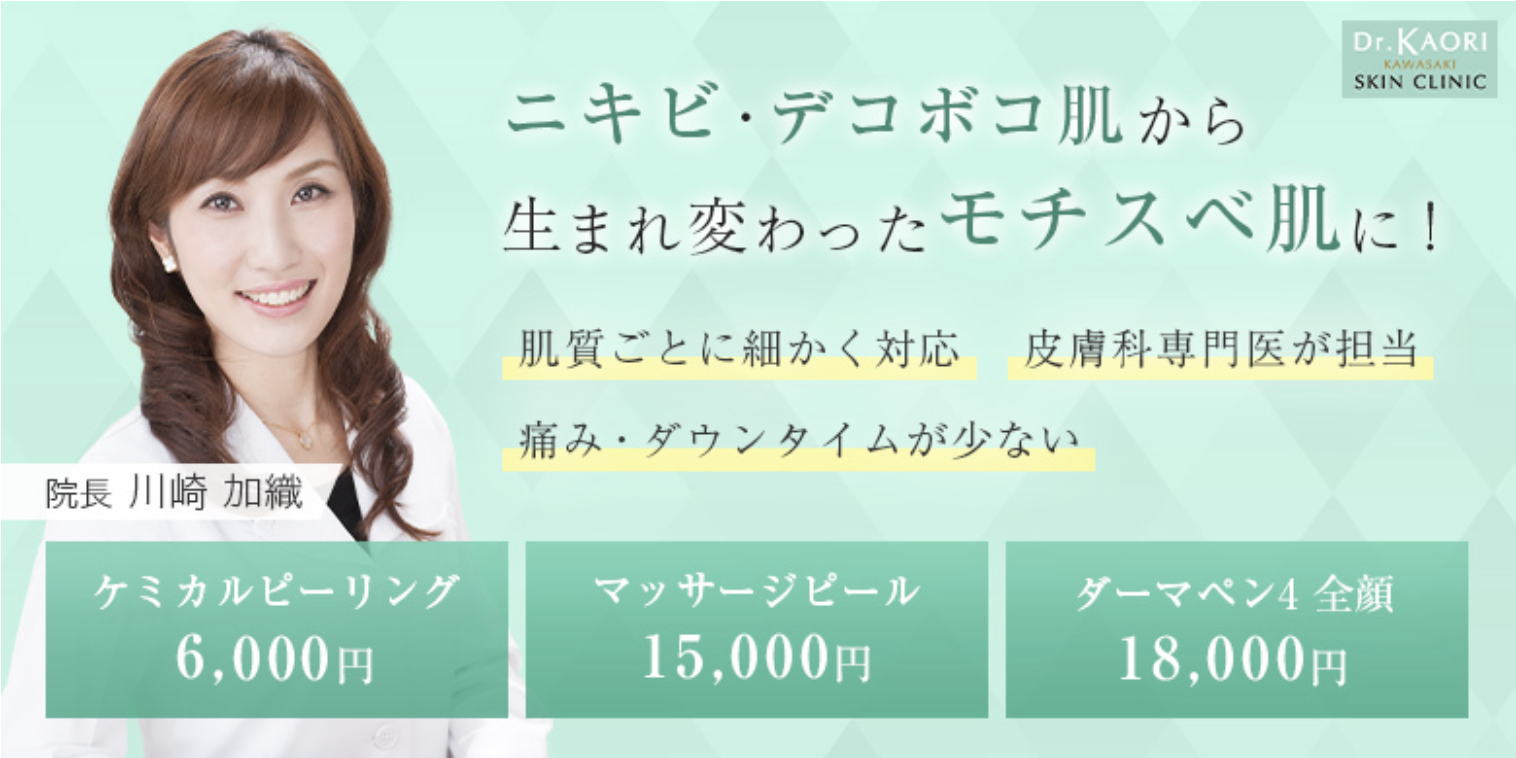 Dr.KAORI
KAWASAKI
SKIN CLINIC
ニキビ・デコボコ肌から
生まれ変わったモチスベ肌に！
肌質ごとに細かく対応　皮膚科専門医が担当
痛み・ダウンタイムが少ない
院長 川崎 加織
ケミカルピーリング
6,000円
マッサージピール
15,000円
ダーマペン4 全顔
18,000円